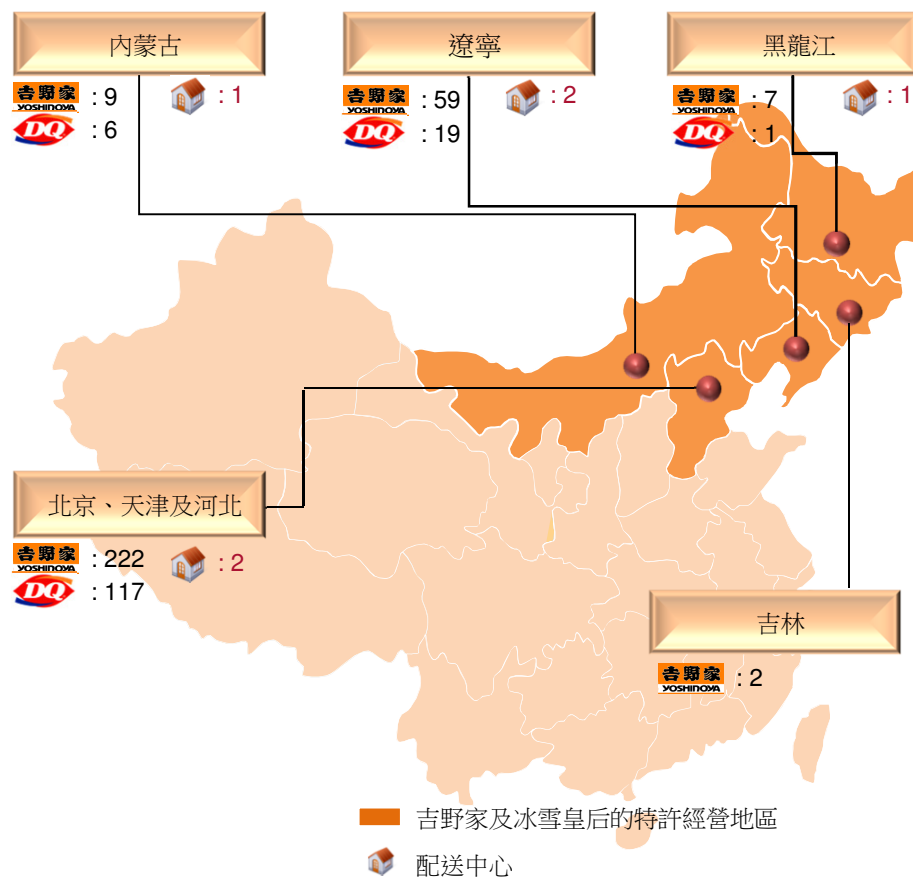 內蒙古
吉野家
YOSHINOYA
: 9
DQ
: 6
: 1
遼寧
吉野家
YOSHINOYA
: 59
DQ
: 19
: 2
黑龍江
吉野家
YOSHINOYA
: 7
DQ
: 1
: 1
北京、天津及河北
吉野家
YOSHINOYA
: 222
DQ
: 117
: 2
吉林
吉野家
YOSHINOYA
: 2
吉野家及冰雪皇后的特許經營地區
配送中心